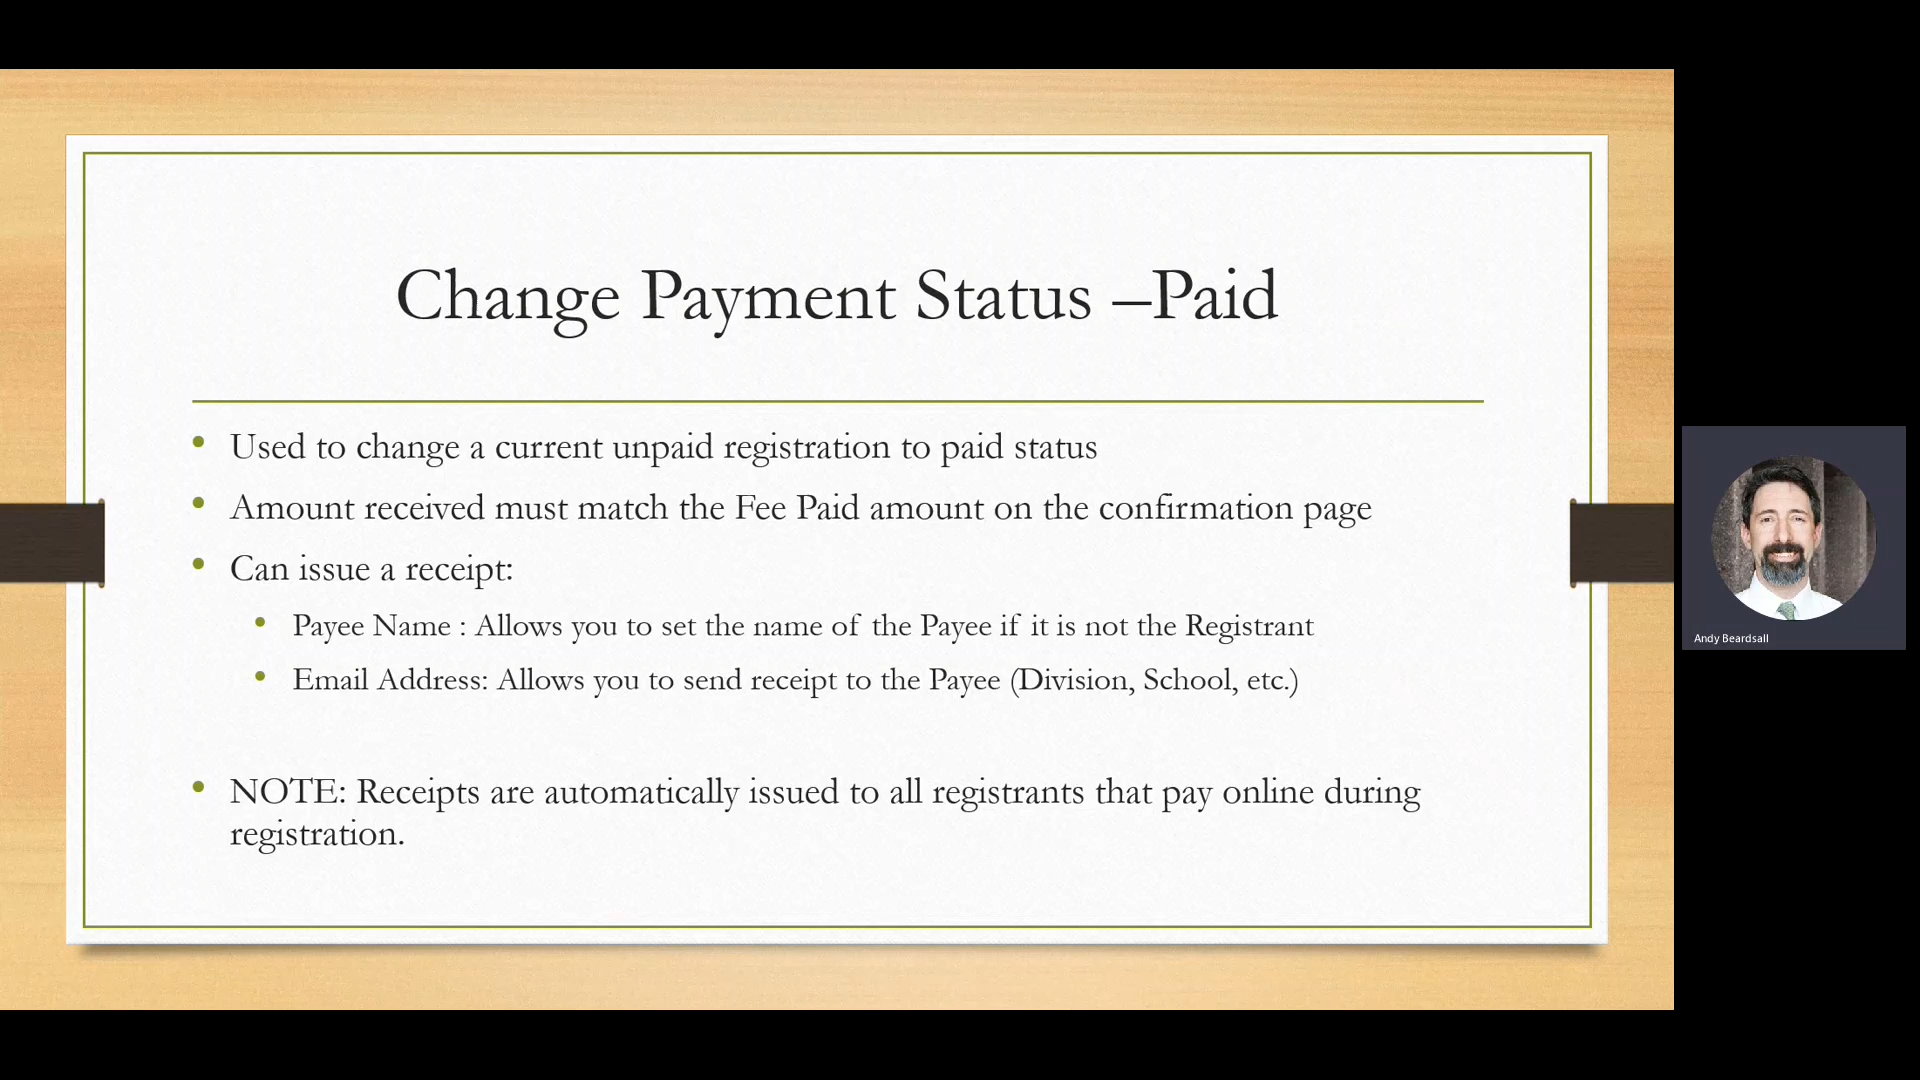 Change Payment Status –Paid
• Used to change a current unpaid registration to paid status
• Amount received must match the Fee Paid amount on the confirmation page
• Can issue a receipt:
• Payee Name : Allows you to set the name of the Payee if it is not the Registrant
• Email Address: Allows you to send receipt to the Payee (Division, School, etc.)
• NOTE: Receipts are automatically issued to all registrants that pay online during
registration.
Andy Beardsall